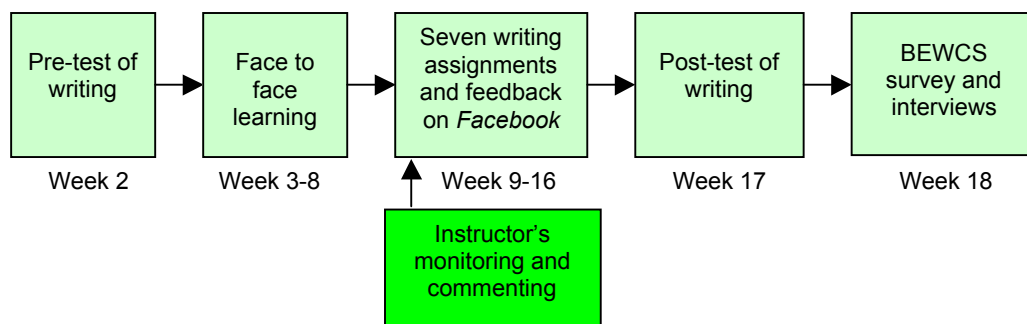 Pre-test of
writing
Face to
face
learning
Seven writing
assignments
and feedback
on Facebook
Post-test of
writing
BEWCS
survey and
interviews
Week 2
Week 3-8
Week 9-16
Week 17
Week 18
Instructor’s
monitoring and
commenting